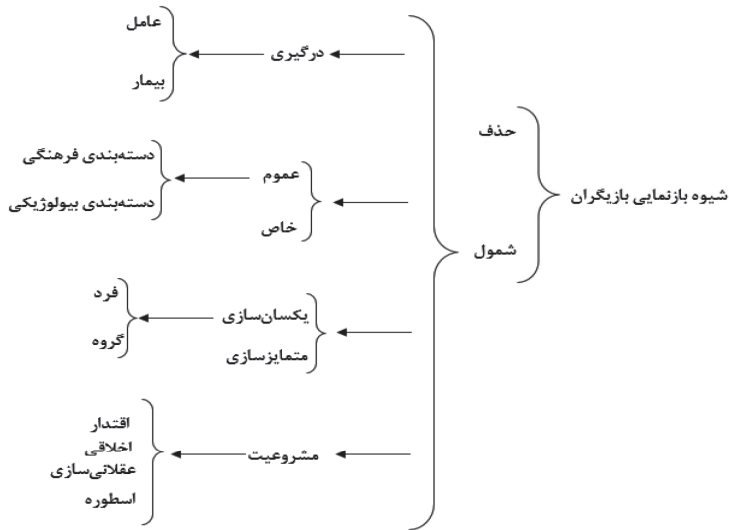 شیوه بازنمایی بازیگران
حذف
شمول
درگیری
عامل
بیمار
عموم
خاص
دسته‌بندی فرهنگی
دسته‌بندی بیولوژیکی
یکسان‌سازی
متمایزسازی
فرد
گروه
مشروعیت
اقتدار
اخلاقی
عقلانی‌سازی
اسطوره